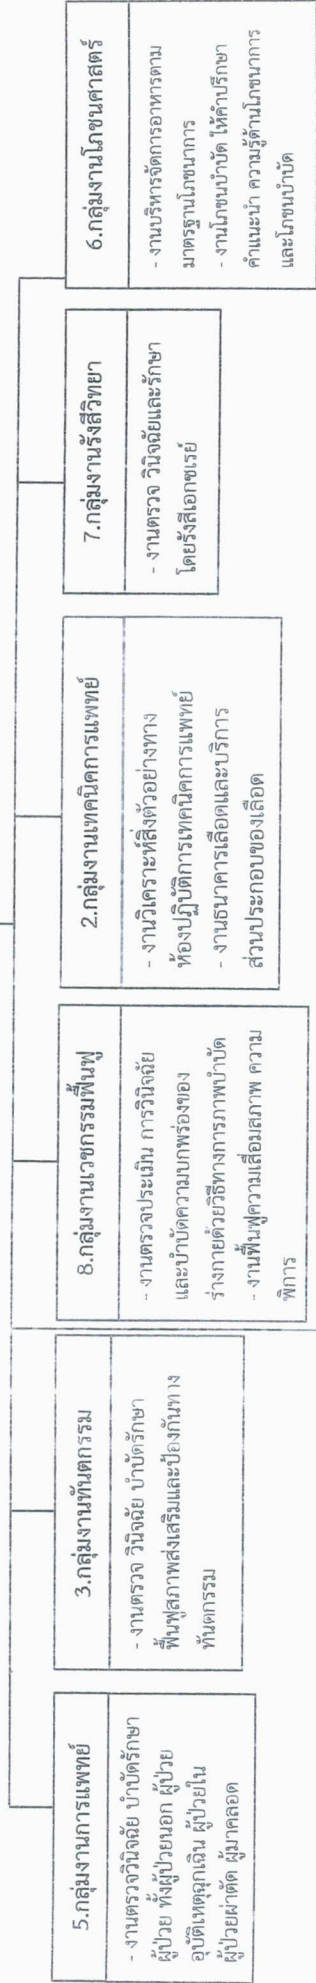 5.กลุ่มงานการแพทย์
- งานตรวจวินิจฉัย บำบัดรักษา
ผู้ป่วย ทั้งผู้ป่วยนอก ผู้ป่วย
อุบัติเหตุฉุกเฉิน ผู้ป่วยใน
ผู้ป่วยผ่าตัด ผู้มาคลอด
3.กลุ่มงานทันตกรรม
- งานตรวจ วินิจฉัย บำบัดรักษา
ฟื้นฟูสภาพส่งเสริมและป้องกันทาง
ทันตกรรม
8.กลุ่มงานเวชกรรมฟื้นฟู
- งานตรวจประเมิน การวินิจฉัย
และบำบัดความบกพร่องของ
ร่างกายด้วยวิธีทางการภาพบำบัด
- งานฟื้นฟูความเสื่อมสภาพ ความ
พิการ
2.กลุ่มงานเทคนิคการแพทย์
- งานวิเคราะห์สิ่งตัวอย่างทาง
ห้องปฏิบัติการเทคนิคการแพทย์
- งานธนาคารเลือดและบริการ
ส่วนประกอบของเลือด
7.กลุ่มงานรังสีวิทยา
- งานตรวจ วินิจฉัยและรักษา
โดยรังสีเอกซเรย์
6.กลุ่มงานโภชนศาสตร์
- งานบริหารจัดการอาหารตาม
มาตรฐานโภชนาการ
- งานโภชนบำบัด ให้คำปรึกษา
คำแนะนำ ความรู้ด้านโภชนาการ
และโภชนบำบัด